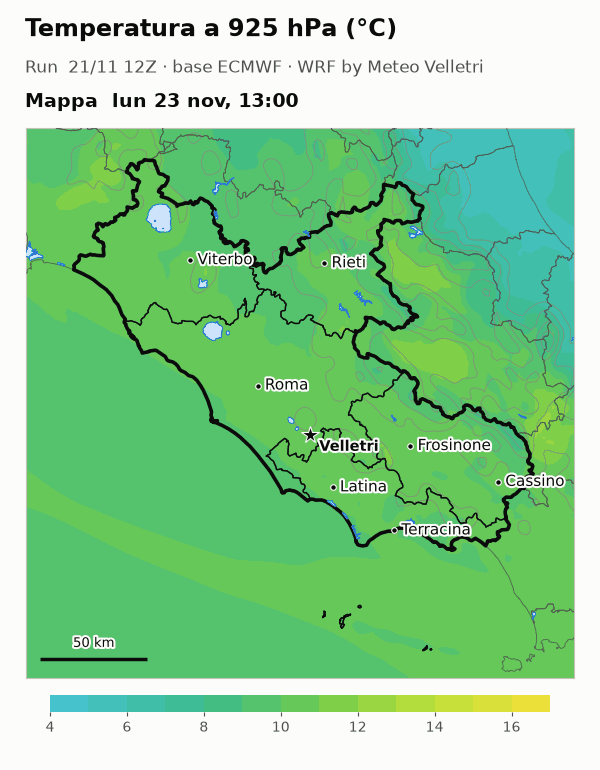 Temperatura a 925 hPa (°C)
Run 21/11 12Z · base ECMWF · WRF by Meteo Velletri
Mappa lun 23 nov, 13:00
Viterbo
Rieti
Roma
Velletri
Frosinone
Cassino
Latina
Terracina
50 km
4 6 8 10 12 14 16